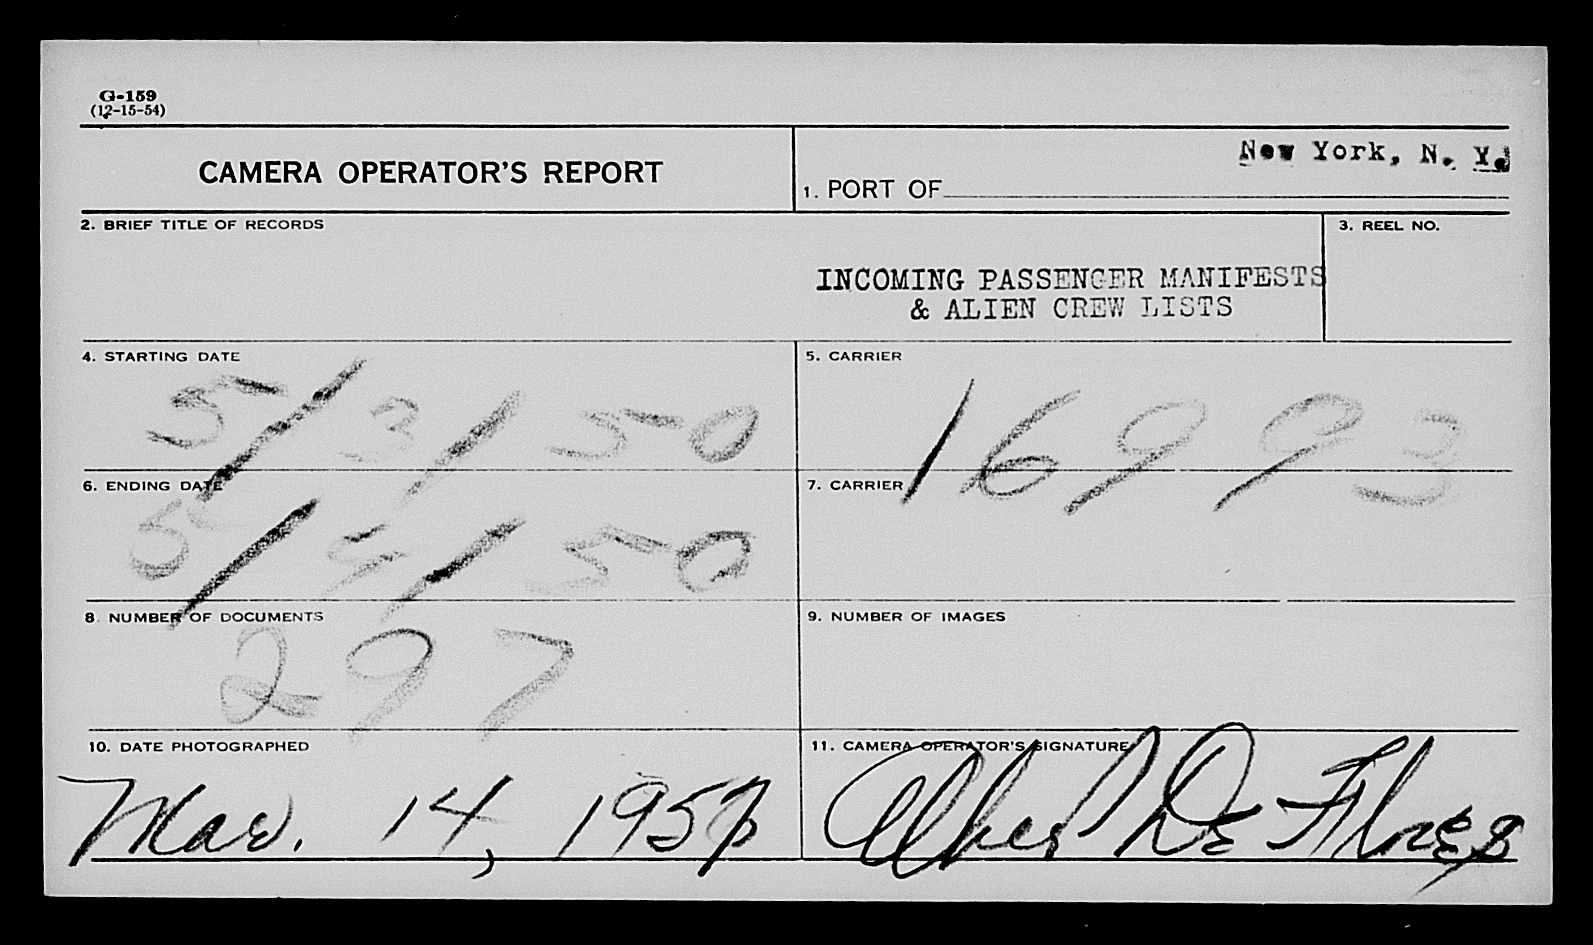 G-159
(12-15-54)
CAMERA OPERATOR'S REPORT
1. PORT OF New York, N. Y.
2. BRIEF TITLE OF RECORDS
INCOMING PASSENGER MANIFESTS
& ALIEN CREW LISTS
3. REEL NO.
4. STARTING DATE
5/3/50
5. CARRIER
16993
6. ENDING DATE
5/4/50
7. CARRIER
8. NUMBER OF DOCUMENTS
297
9. NUMBER OF IMAGES
10. DATE PHOTOGRAPHED
Mar. 14,
11. CAMERA OPERATOR'S SIGNATURE
De